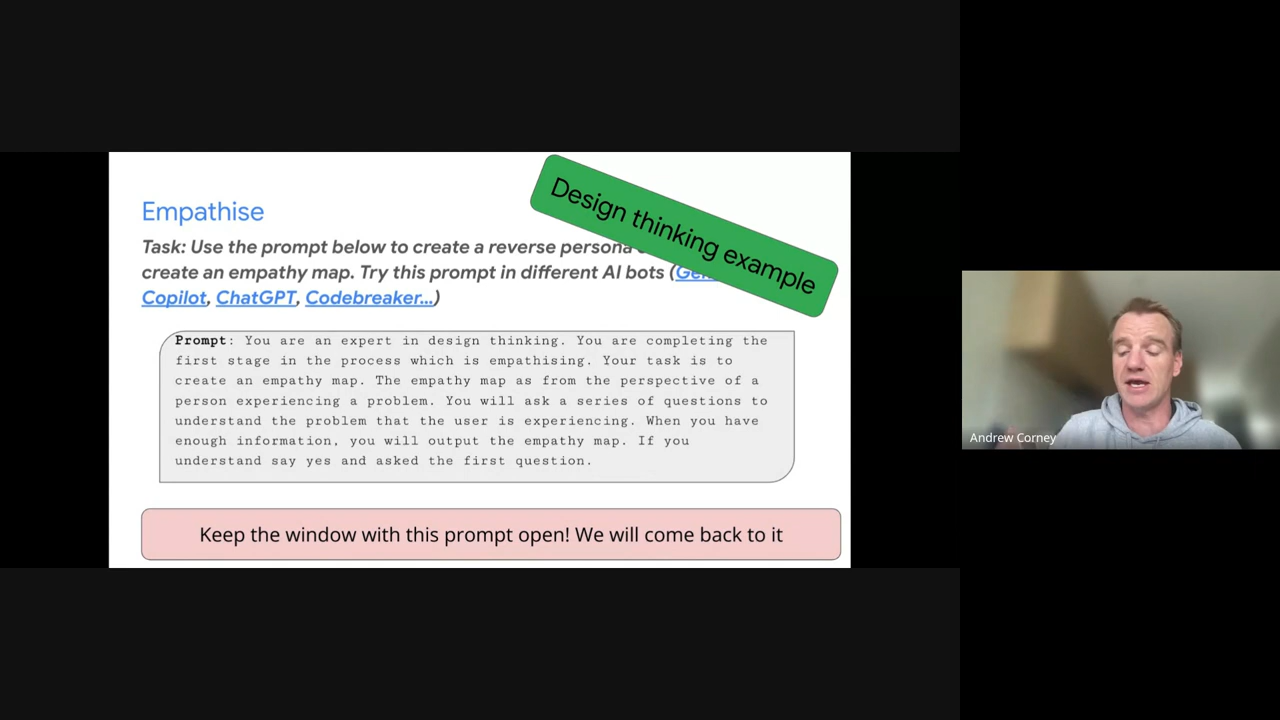 Design thinking example
Empathise
Task: Use the prompt below to create a reverse persona
create an empathy map. Try this prompt in different AI bots (
Copilot, ChatGPT, Codebreaker...)
Prompt: You are an expert in design thinking. You are completing the
first stage in the process which is empathising. Your task is to
create an empathy map. The empathy map as from the perspective of a
person experiencing a problem. You will ask a series of questions to
understand the problem that the user is experiencing. When you have
enough information, you will output the empathy map. If you
understand say yes and asked the first question.
Keep the window with this prompt open! We will come back to it
Andrew Corney